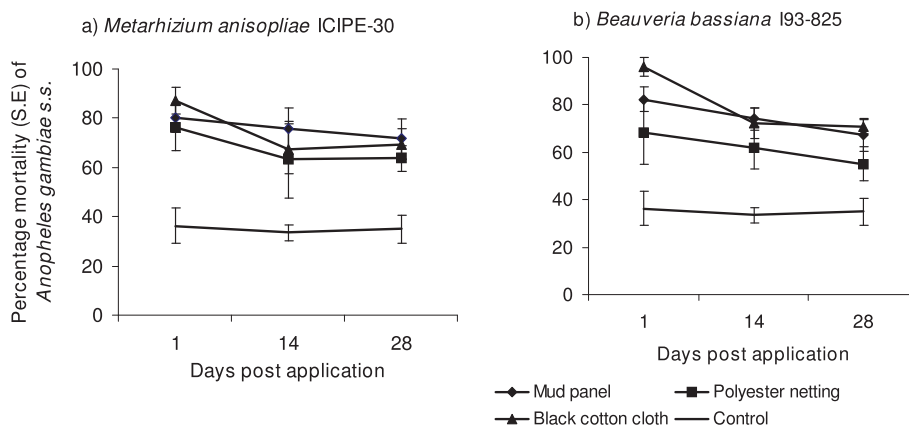 a) Metarhizium anisopliae ICIPE-30
Percentage mortality (S.E) of
Anopheles gambiae s.s.
100
80
60
40
20
0
1 14 28
Days post application
b) Beauveria bassiana I93-825
100
80
60
40
20
0
1 14 28
Days post application
Mud panel Polyester netting
Black cotton cloth Control